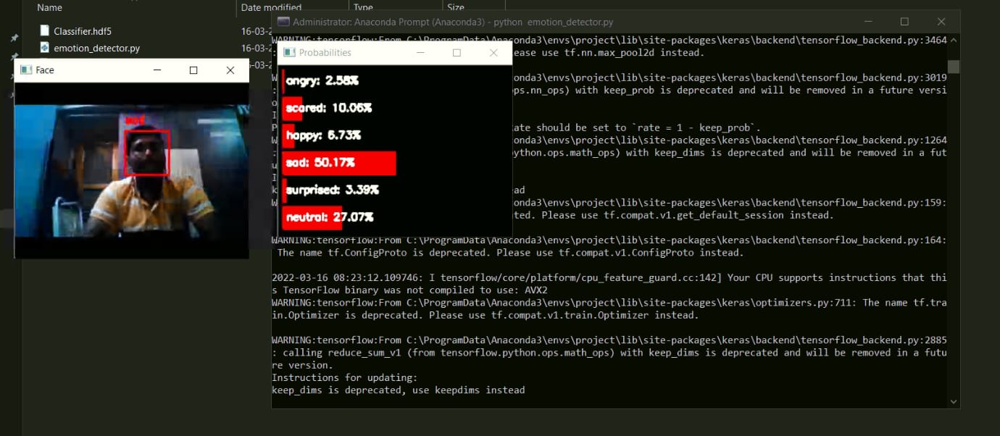 Name
Date modified
Type
Size
Classifier.hdf5
16-03-2
emotion_detector.py
16-03-2
-03-2
Face
sad
Probabilities
angry: 2.58%
scared: 10.06%
happy: 6.73%
sad: 50.17%
surprised: 3.39%
neutral: 27.07%
Administrator: Anaconda Prompt (Anaconda3) - python  emotion_detector.py
WARNING:tensorflow:From C:\ProgramData\Anaconda3\envs\project\lib\site-packages\keras\backend\tensorflow_backend.py:3464
ease use tf.nn.max_pool2d instead.
onda3\envs\project\lib\site-packages\keras\backend\tensorflow_backend.py:3019
ps.nn_ops) with keep_prob is deprecated and will be removed in a future versi
ate should be set to `rate = 1 - keep_prob`.
onda3\envs\project\lib\site-packages\keras\backend\tensorflow_backend.py:1264
ython.ops.math_ops) with keep_dims is deprecated and will be removed in a fut
ad
onda3\envs\project\lib\site-packages\keras\backend\tensorflow_backend.py:159:
ted. Please use tf.compat.v1.get_default_session instead.
WARNING:tensorflow:From C:\ProgramData\Anaconda3\envs\project\lib\site-packages\keras\backend\tensorflow_backend.py:164:
The name tf.ConfigProto is deprecated. Please use tf.compat.v1.ConfigProto instead.
2022-03-16 08:23:12.109746: I tensorflow/core/platform/cpu_feature_guard.cc:142] Your CPU supports instructions that thi
s TensorFlow binary was not compiled to use: AVX2
WARNING:tensorflow:From C:\ProgramData\Anaconda3\envs\project\lib\site-packages\keras\optimizers.py:711: The name tf.tra
in.Optimizer is deprecated. Please use tf.compat.v1.train.Optimizer instead.
WARNING:tensorflow:From C:\ProgramData\Anaconda3\envs\project\lib\site-packages\keras\backend\tensorflow_backend.py:2885
: calling reduce_sum_v1 (from tensorflow.python.ops.math_ops) with keep_dims is deprecated and will be removed in a futu
re version.
Instructions for updating:
keep_dims is deprecated, use keepdims instead